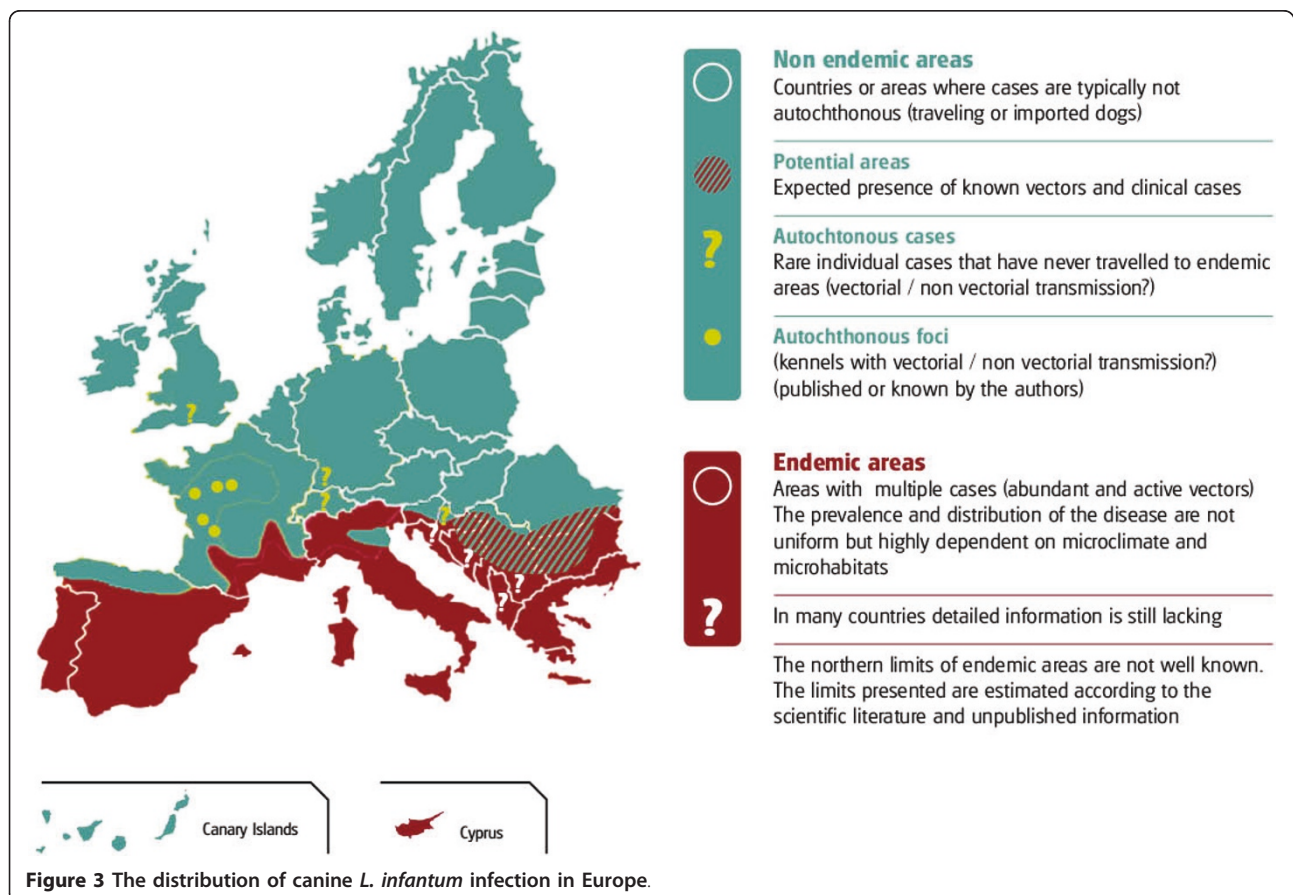 Non endemic areas
Countries or areas where cases are typically not
autochthonous (traveling or imported dogs)
Potential areas
Expected presence of known vectors and clinical cases
?
Autochtonous cases
Rare individual cases that have never travelled to endemic
areas (vectorial / non vectorial transmission?)
Autochthonous foci
(kennels with vectorial / non vectorial transmission?)
(published or known by the authors)
Endemic areas
Areas with multiple cases (abundant and active vectors)
The prevalence and distribution of the disease are not
uniform but highly dependent on microclimate and
microhabitats
?
In many countries detailed information is still lacking
The northern limits of endemic areas are not well known.
The limits presented are estimated according to the
scientific literature and unpublished information
?
?
?
?
?
?
?
?
Canary Islands
Cyprus
Figure 3 The distribution of canine L. infantum infection in Europe.